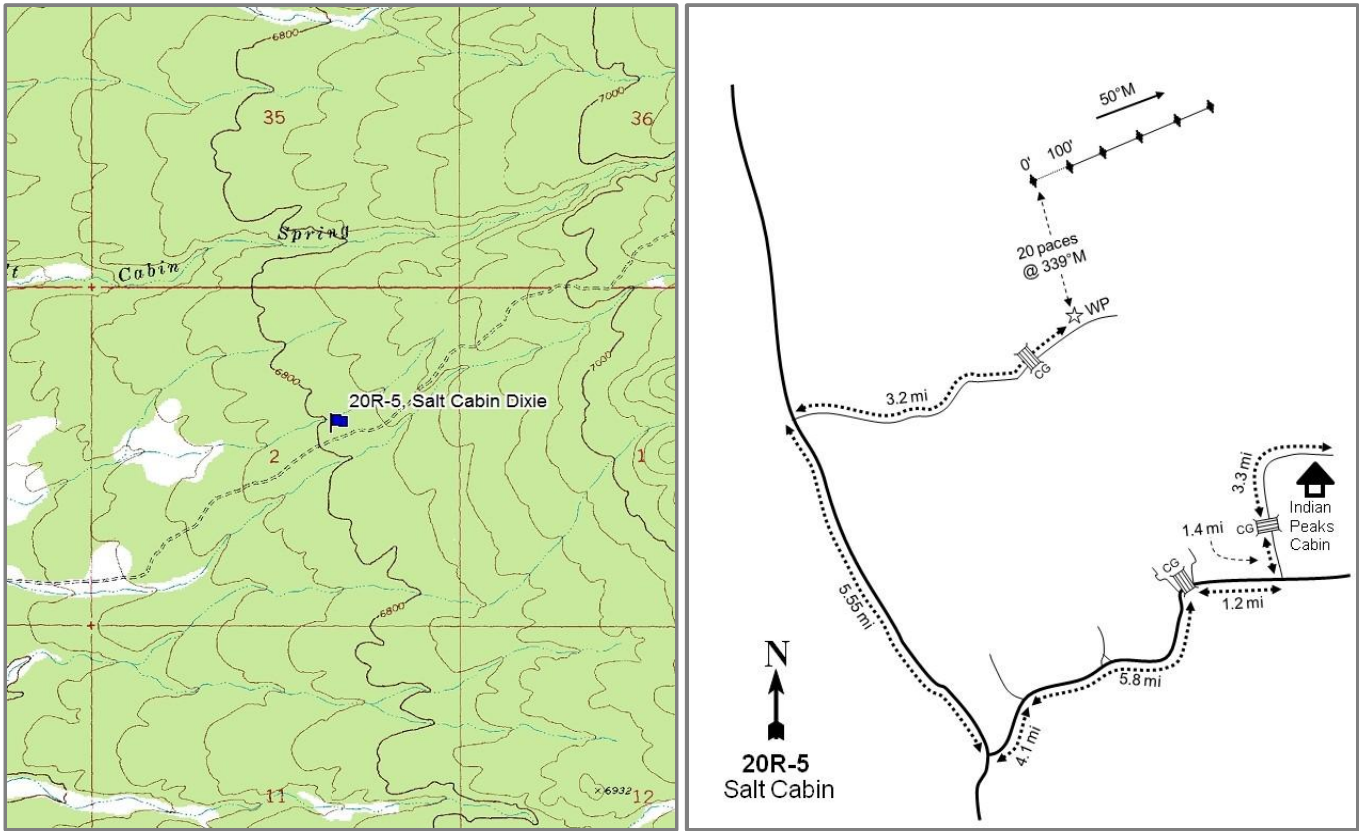 6800
7000
35
36
Spring
Cabin
6800
7000
20R-5, Salt Cabin Dixie
2
1
6800
11
×6932
12
50°M
0'
100'
20 paces
@ 339°M
WP
CG
3.2 mi
3.3 mi
Indian
Peaks
Cabin
CG
1.4 mi
CG
1.2 mi
5.55 mi
5.8 mi
4.1 mi
N
20R-5
Salt Cabin